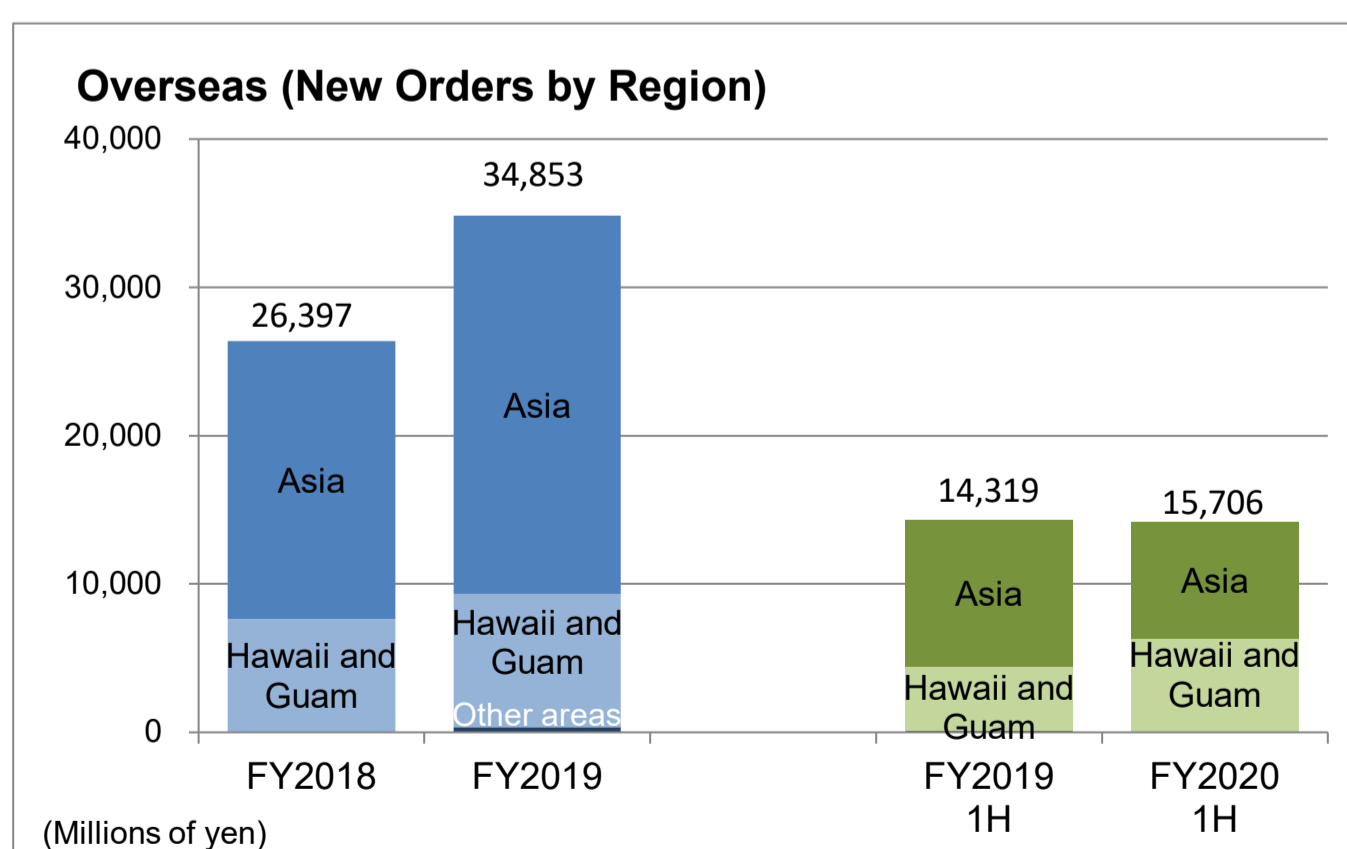 Overseas (New Orders by Region)
40,000
30,000
20,000
10,000
0
26,397
Asia
Hawaii and
Guam
34,853
Asia
Hawaii and
Guam
Other areas
14,319
Asia
Hawaii and
Guam
15,706
Asia
Hawaii and
Guam
FY2018
FY2019
FY2019
1H
FY2020
1H
(Millions of yen)